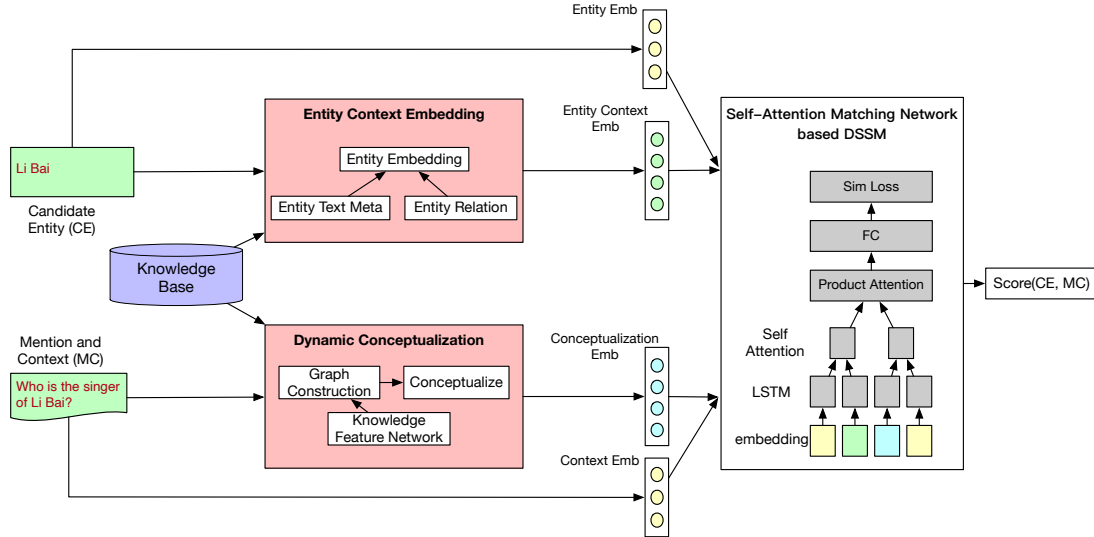 Entity Emb
Entity Context Embedding
Entity Embedding
Entity Text Meta
Entity Relation
Entity Context
Emb
Li Bai
Candidate
Entity (CE)
Knowledge
Base
Mention and
Context (MC)
Who is the singer
of Li Bai?
Dynamic Conceptualization
Graph
Construction
Conceptualize
Knowledge
Feature Network
Conceptualization
Emb
Context Emb
Self-Attention Matching Network
based DSSM
Sim Loss
FC
Product Attention
Self
Attention
LSTM
embedding
Score(CE, MC)